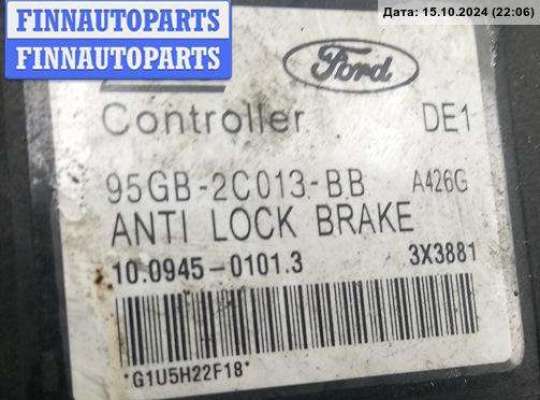 FINNAUTOPARTS
FINNAUTOPARTS
Дата: 15.10.2024 (22:06)
Ford
Controller DE1
95GB-2C013-BB A426G
ANTI LOCK BRAKE
10.0945-0101.3 3X3881
*G1U5H22F18*